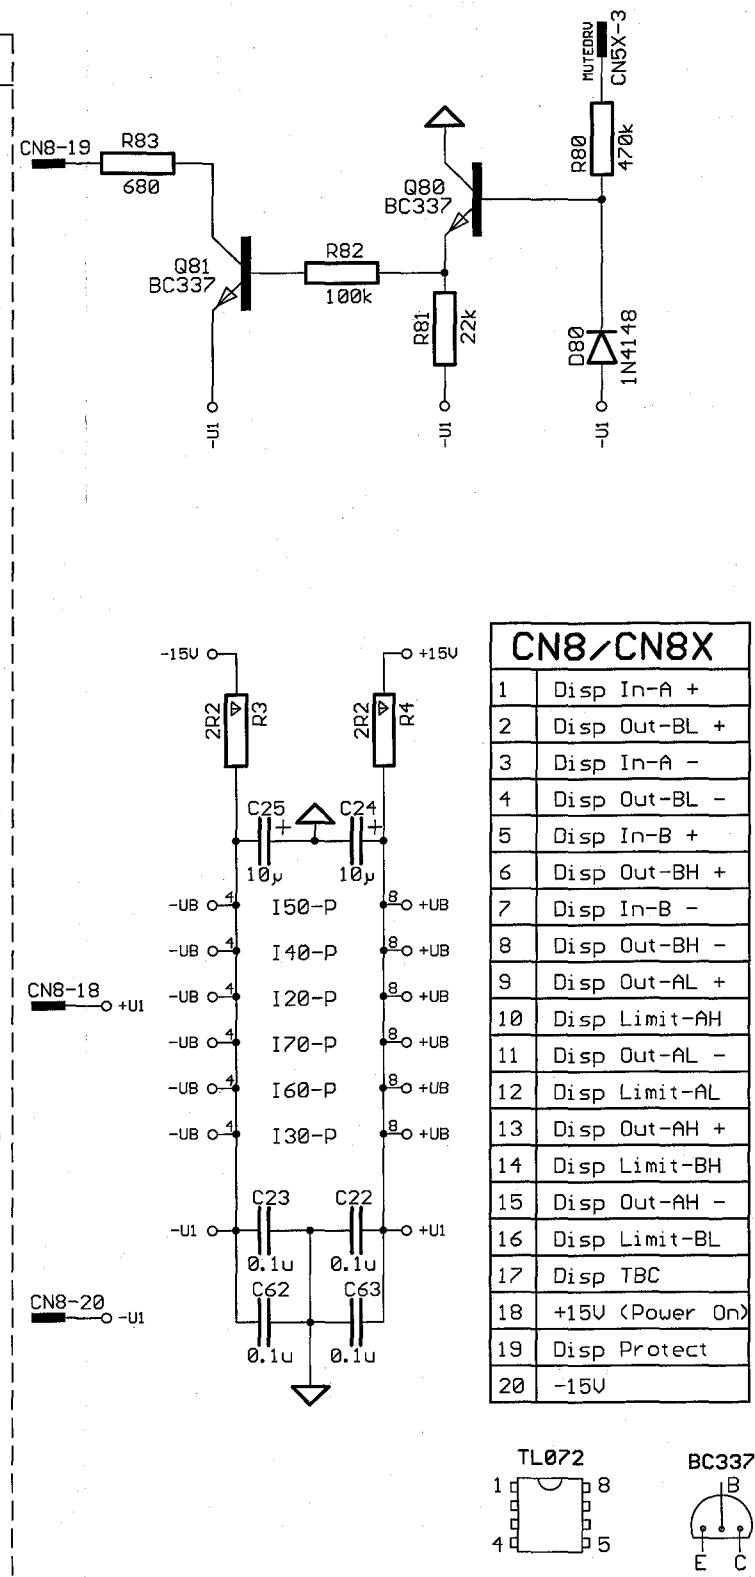 MUTEDRV
CN5X-3
R80
470k
CN8-19
R83
680
Q80
BC337
Q81
BC337
R82
100k
R81
22k
D80
1N4148
-U1
-U1
-U1
-15V
+15V
2R2
R3
2R2
R4
C25
C24
+
+
10µ
10µ
-UB 4 I50-P 8 +UB
-UB 4 I40-P 8 +UB
CN8-18
+U1
-UB 4 I20-P 8 +UB
-UB 4 I70-P 8 +UB
-UB 4 I60-P 8 +UB
-UB 4 I30-P 8 +UB
C23
C22
-U1
+U1
0.1u
0.1u
CN8-20
-U1
C62
C63
0.1u
0.1u
CN8/CN8X
1 Disp In-A +
2 Disp Out-BL +
3 Disp In-A -
4 Disp Out-BL -
5 Disp In-B +
6 Disp Out-BH +
7 Disp In-B -
8 Disp Out-BH -
9 Disp Out-AL +
10 Disp Limit-AH
11 Disp Out-AL -
12 Disp Limit-AL
13 Disp Out-AH +
14 Disp Limit-BH
15 Disp Out-AH -
16 Disp Limit-BL
17 Disp TBC
18 +15V (Power On)
19 Disp Protect
20 -15V
TL072
1 8
4 5
BC337
B
E C